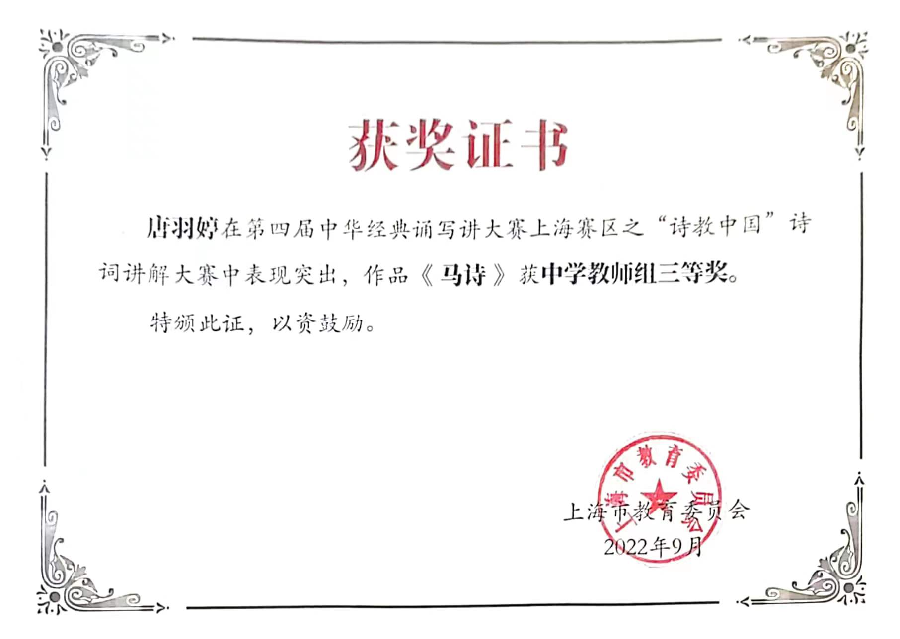 获奖证书
唐羽婷在第四届中华经典诵写讲大赛上海赛区之“诗教中国”诗
词讲解大赛中表现突出，作品《马诗》获中学教师组三等奖。
特颁此证，以资鼓励。
上海市教育委员会
上海市教育委员会
2022年9月